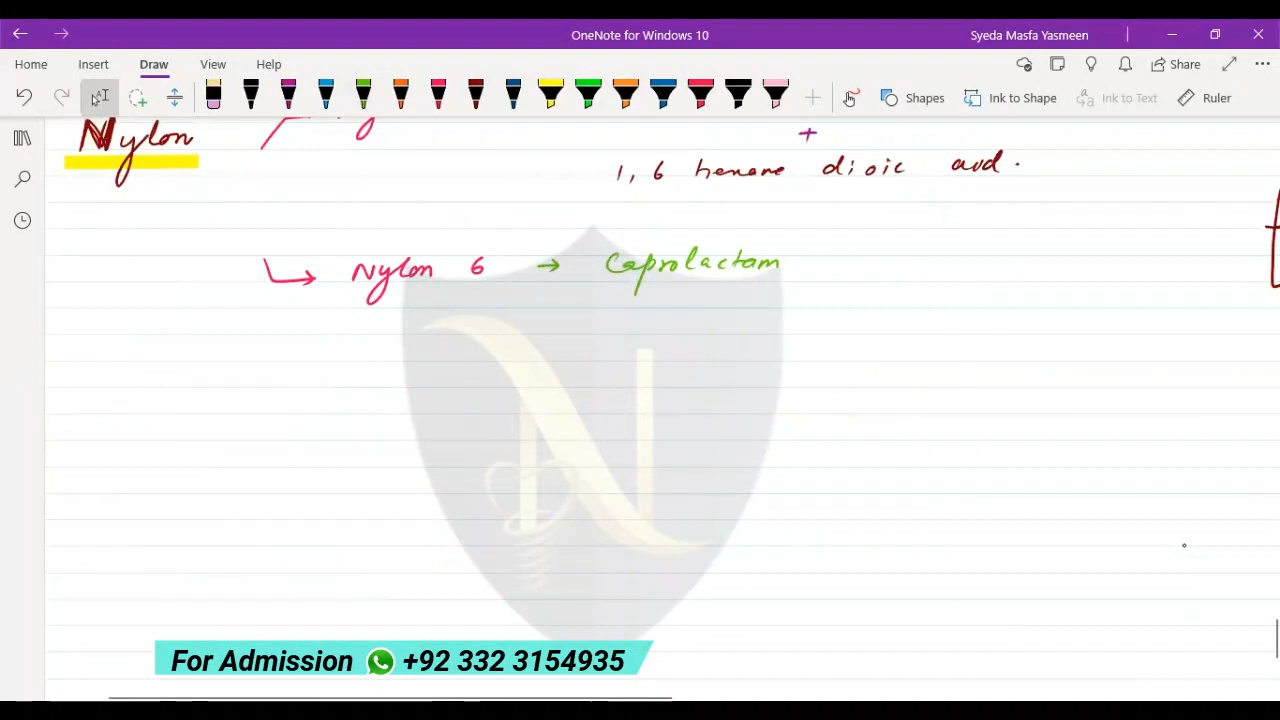 OneNote for Windows 10
Syeda Masfa Yasmeen
Home Insert Draw View Help
Share
Shapes Ink to Shape Ink to Text Ruler
Nylon
+
1, 6 hexane dioic acid.
→ Nylon 6 → Caprolactam
For Admission +92 332 3154935